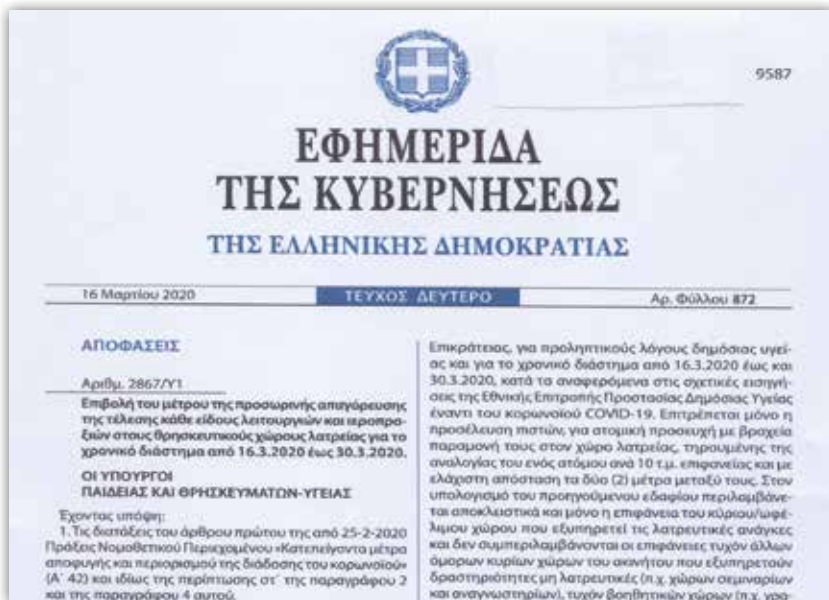 9587
ΕΦΗΜΕΡΙΔΑ
ΤΗΣ ΚΥΒΕΡΝΗΣΕΩΣ
ΤΗΣ ΕΛΛΗΝΙΚΗΣ ΔΗΜΟΚΡΑΤΙΑΣ
16 Μαρτίου 2020 ΤΕΥΧΟΣ ΔΕΥΤΕΡΟ Αρ. Φύλλου 872
ΑΠΟΦΑΣΕΙΣ
Αριθμ. 2867/Υ1
Επιβολή του μέτρου της προσωρινής απαγόρευσης
της τέλεσης κάθε είδους λειτουργιών και ιεροπρα-
ξιών στους θρησκευτικούς χώρους λατρείας για το
χρονικό διάστημα από 16.3.2020 έως 30.3.2020.
ΟΙ ΥΠΟΥΡΓΟΙ
ΠΑΙΔΕΙΑΣ ΚΑΙ ΘΡΗΣΚΕΥΜΑΤΩΝ-ΥΓΕΙΑΣ
Έχοντας υπόψη:
1. Τις διατάξεις του άρθρου πρώτου της από 25-2-2020
Πράξεις Νομοθετικού Περιεχομένου «Κατεπείγοντα μέτρα
αποφυγής και περιορισμού της διάδοσης του κορωνοϊού»
(Α΄ 42) και ιδίως της περίπτωσης στ΄ της παραγράφου 2
και της παραγράφου 4 αυτού.
Επικράτειας, για προληπτικούς λόγους δημόσιας υγεί-
ας και για το χρονικό διάστημα από 16.3.2020 έως και
30.3.2020, κατά τα αναφερόμενα στις σχετικές εισηγή-
σεις της Εθνικής Επιτροπής Προστασίας Δημόσιας Υγείας
έναντι του κορωνοϊού COVID-19. Επιτρέπεται μόνο η
προσέλευση πιστών, για ατομική προσευχή με βραχεία
παραμονή τους στον χώρο λατρείας, τηρουμένης της
αναλογίας του ενός ατόμου ανά 10 τ.μ. επιφανείας και με
ελάχιστη απόσταση τα δύο (2) μέτρα μεταξύ τους. Στον
υπολογισμό του προηγούμενου εδαφίου περιλαμβάνε-
ται αποκλειστικά και μόνο η επιφάνεια του κύριου/ωφέ-
λιμου χώρου που εξυπηρετεί τις λατρευτικές ανάγκες
και δεν συμπεριλαμβάνονται οι επιφάνειες τυχόν άλλων
όμορων κυρίων χώρων του ακινήτου που εξυπηρετούν
δραστηριότητες μη λατρευτικές (π.χ. χώρων σεμιναρίων
και αναγνωστηρίων), τυχόν βοηθητικών χώρων (π.χ. γρα-